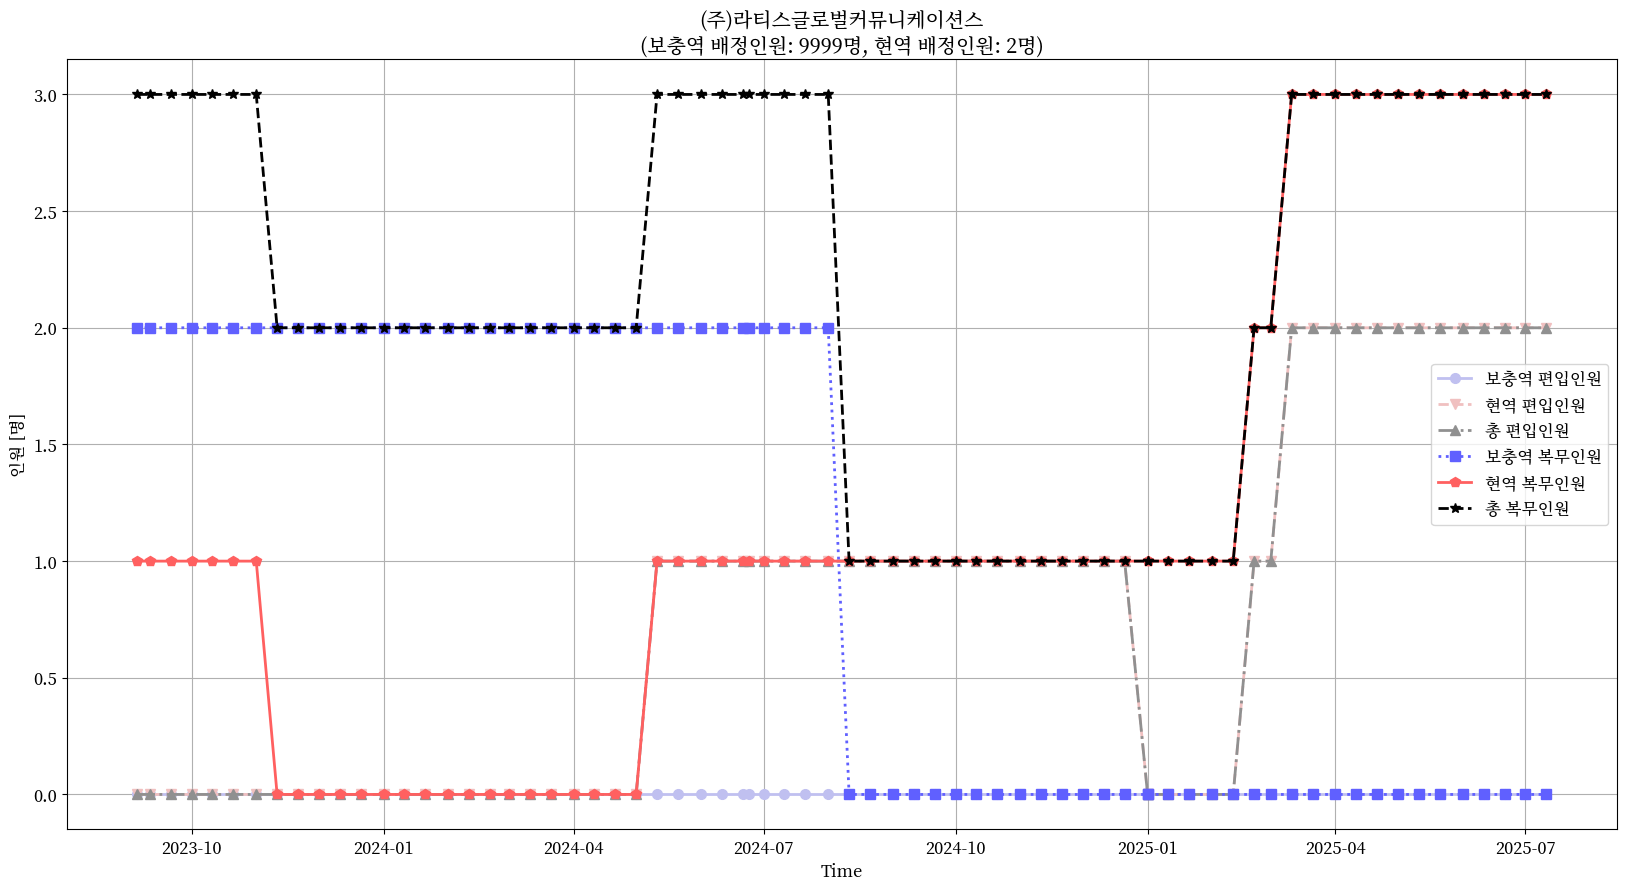 (주)라티스글로벌커뮤니케이션스
(보충역 배정인원: 9999명, 현역 배정인원: 2명)
3.0
2.5
2.0
1.5
1.0
0.5
0.0
인원 [명]
보충역 편입인원
현역 편입인원
총 편입인원
보충역 복무인원
현역 복무인원
총 복무인원
2023-10
2024-01
2024-04
2024-07
2024-10
2025-01
2025-04
2025-07
Time